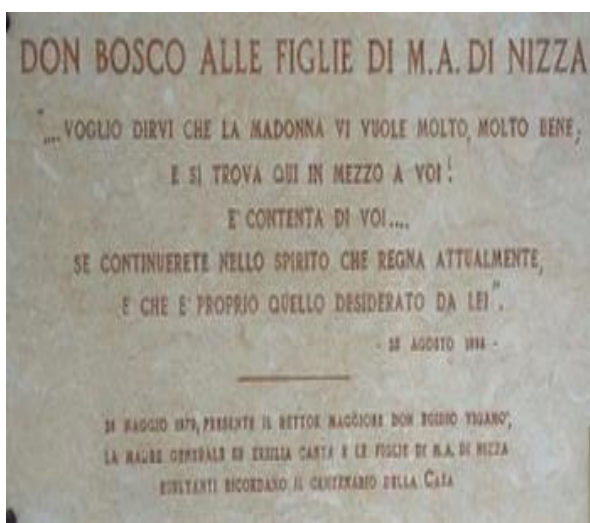 DON BOSCO ALLE FIGLIE DI M.A. DI NIZZA
"....VOGLIO DIRVI CHE LA MADONNA VI VUOLE MOLTO, MOLTO BENE;
E SI TROVA QUI IN MEZZO A VOI!
E' CONTENTA DI VOI....
SE CONTINUERETE NELLO SPIRITO CHE REGNA ATTUALMENTE,
E CHE E' PROPRIO QUELLO DESIDERATO DA LEI".
AGOSTO
MAGGIO 1979, PRESENTE IL RETTOR MAGGIORE DON EGIDIO VIGANO',
LA MADRE GENERALE ERSILIA CANTA E LE FIGLIE DI M.A. DI NIZZA
ESULTANTI RICORDANO IL CENTENARIO DELLA CASA